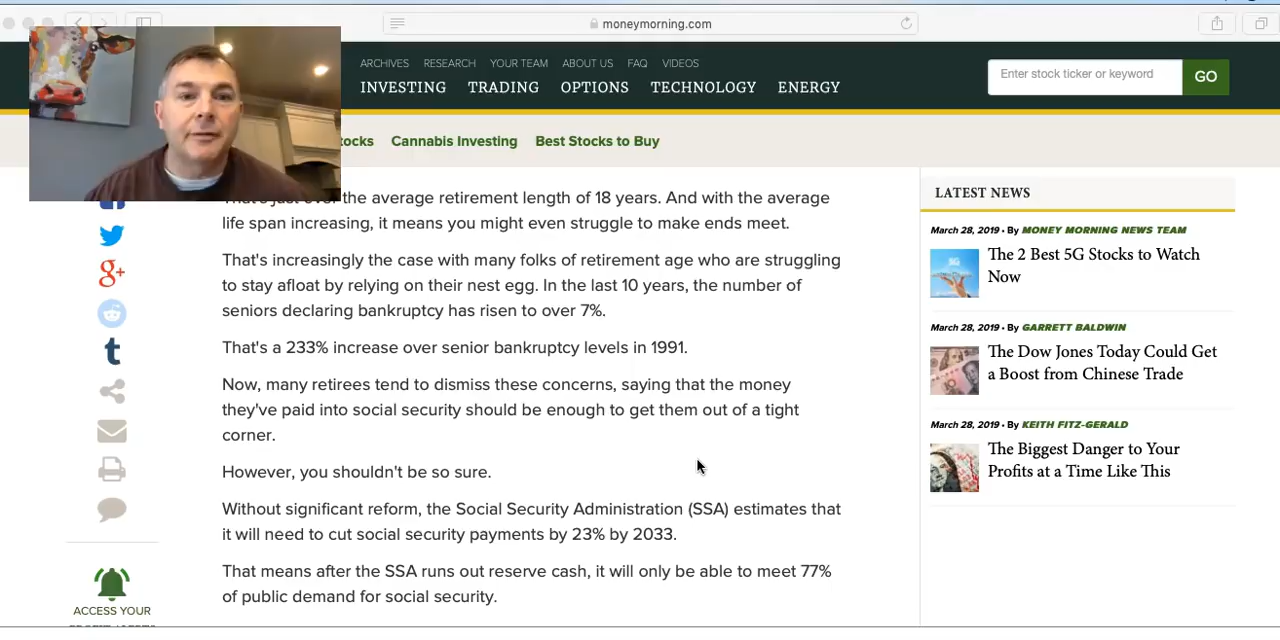 moneymorning.com
ARCHIVES RESEARCH YOUR TEAM ABOUT US FAQ VIDEOS
INVESTING TRADING OPTIONS TECHNOLOGY ENERGY
Enter stock ticker or keyword GO
Cannabis Investing Best Stocks to Buy
the average retirement length of 18 years. And with the average
life span increasing, it means you might even struggle to make ends meet.
That's increasingly the case with many folks of retirement age who are struggling
to stay afloat by relying on their nest egg. In the last 10 years, the number of
seniors declaring bankruptcy has risen to over 7%.
That's a 233% increase over senior bankruptcy levels in 1991.
Now, many retirees tend to dismiss these concerns, saying that the money
they've paid into social security should be enough to get them out of a tight
corner.
However, you shouldn't be so sure.
Without significant reform, the Social Security Administration (SSA) estimates that
it will need to cut social security payments by 23% by 2033.
That means after the SSA runs out reserve cash, it will only be able to meet 77%
of public demand for social security.
ACCESS YOUR
LATEST NEWS
March 28, 2019 • By MONEY MORNING NEWS TEAM
The 2 Best 5G Stocks to Watch
Now
March 28, 2019 • By GARRETT BALDWIN
The Dow Jones Today Could Get
a Boost from Chinese Trade
March 28, 2019 • By KEITH FITZ-GERALD
The Biggest Danger to Your
Profits at a Time Like This